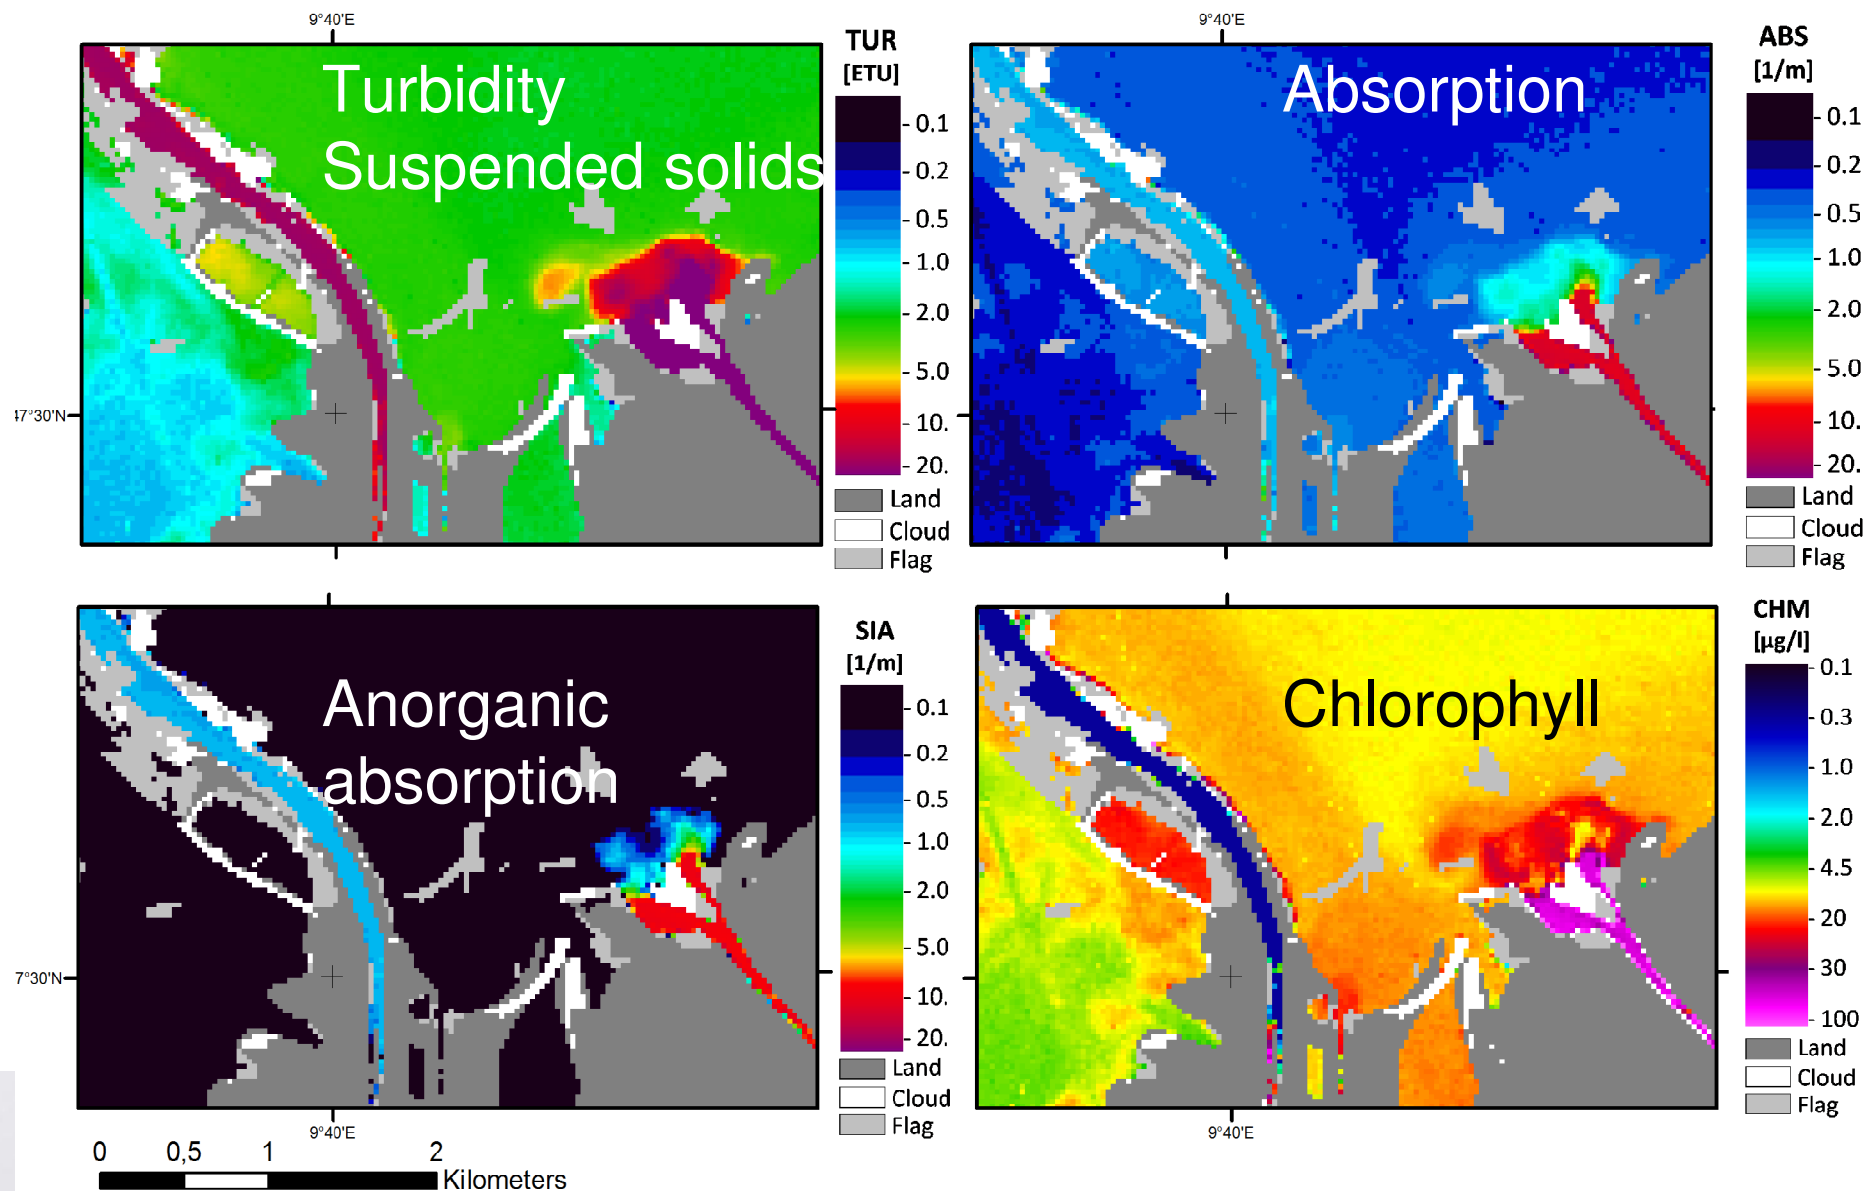 9°40'E
TUR
[ETU]
Turbidity
Suspended solids
0.1
0.2
0.5
1.0
2.0
5.0
10.
20.
Land
Cloud
Flag
47°30'N
9°40'E
ABS
[1/m]
Absorption
0.1
0.2
0.5
1.0
2.0
5.0
10.
20.
Land
Cloud
Flag
SIA
[1/m]
Anorganic
absorption
0.1
0.2
0.5
1.0
2.0
5.0
10.
20.
Land
Cloud
Flag
7°30'N
9°40'E
CHM
[µg/l]
Chlorophyll
0.1
0.3
1.0
2.0
4.5
20
30
100
Land
Cloud
Flag
9°40'E
0 0,5 1 2
Kilometers